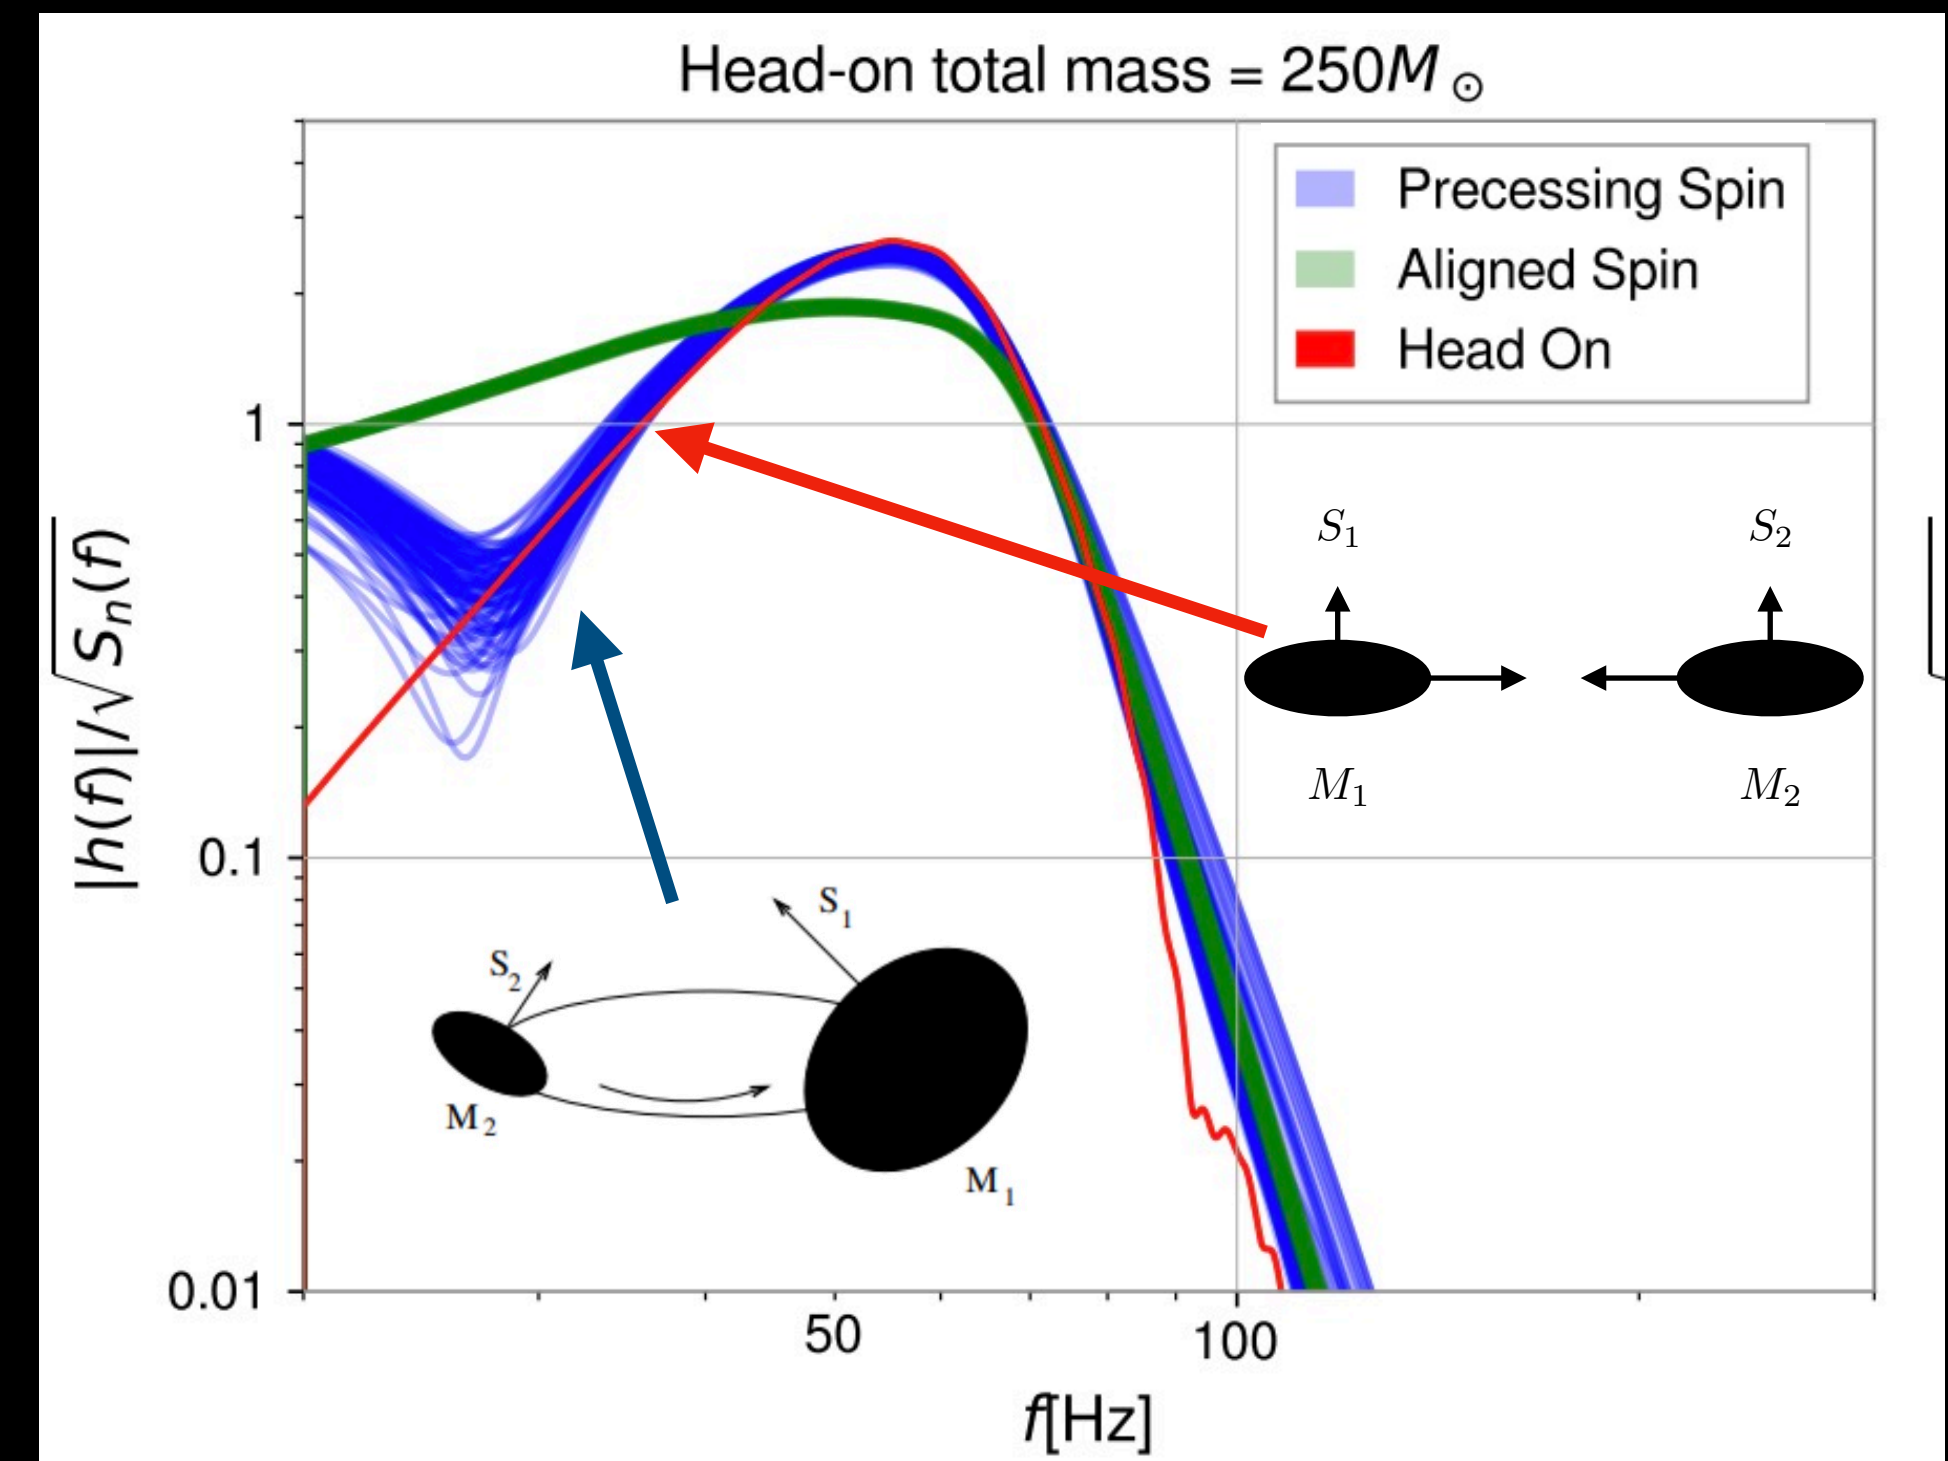 Head-on total mass = 250M⊙
Precessing Spin
Aligned Spin
Head On
|h(f)|/√Sₙ(f)
1
0.1
0.01
50
100
f[Hz]
S₁
S₂
M₁
M₂
S₁
S₂
M₂
M₁